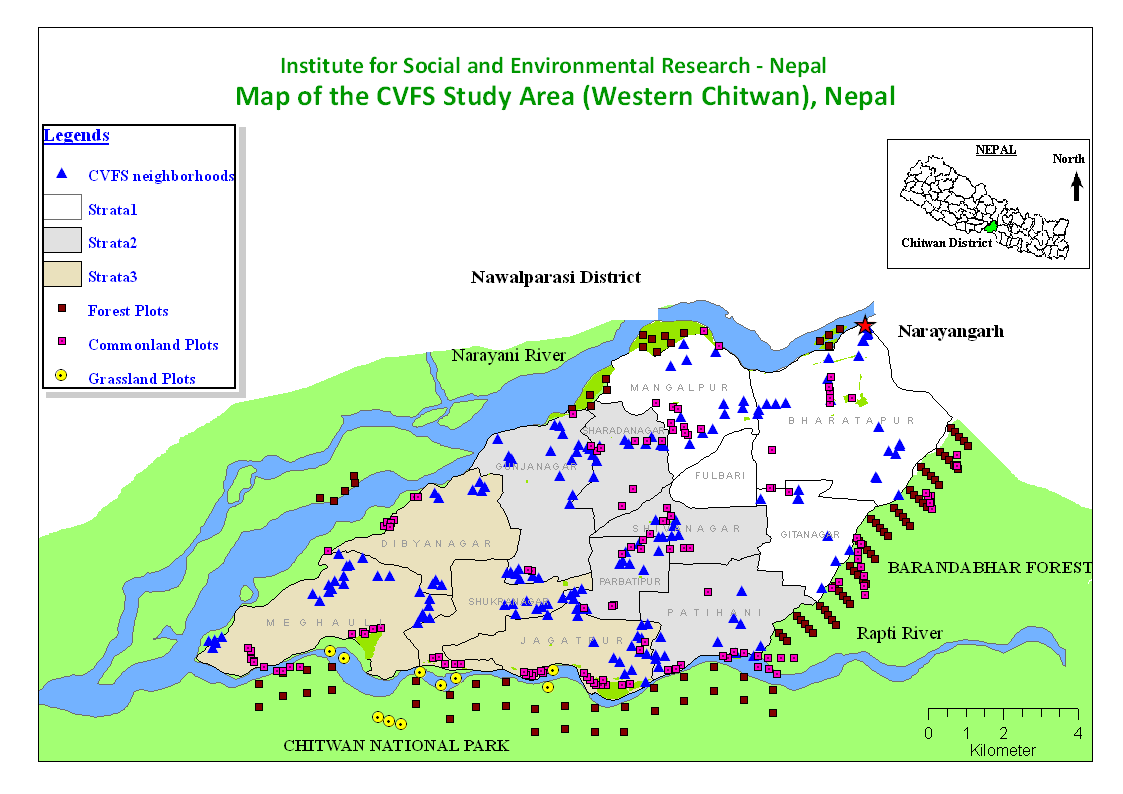 Institute for Social and Environmental Research - Nepal
Map of the CVFS Study Area (Western Chitwan), Nepal
Legends
CVFS neighborhoods
Strata1
Strata2
Strata3
Forest Plots
Commonland Plots
Grassland Plots
NEPAL
North
Chitwan District
Nawalparasi District
Narayangarh
Narayani River
MANGALPUR
BHARATAPUR
SHARADANAGAR
GUNJANAGAR
FULBARI
SHIVANAGAR
GITANAGAR
DIBYANAGAR
BARANDABHAR FOREST
PARBATIPUR
SHUKRANAGAR
PATIHANI
MEGHAULI
JAGATPUR
Rapti River
CHITWAN NATIONAL PARK
0 1 2 4
Kilometer